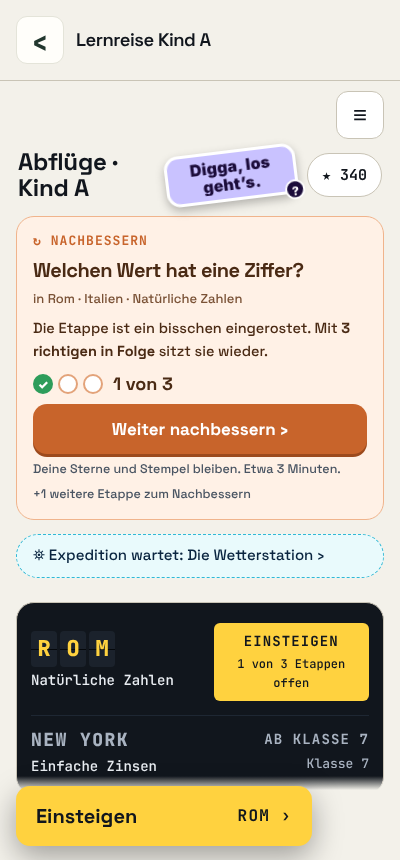 < Lernreise Kind A
≡
Abflüge ·
Kind A
Digga, los
geht's.
?
★ 340
↻ NACHBESSERN
Welchen Wert hat eine Ziffer?
in Rom · Italien · Natürliche Zahlen
Die Etappe ist ein bisschen eingerostet. Mit 3
richtigen in Folge sitzt sie wieder.
1 von 3
Weiter nachbessern >
Deine Sterne und Stempel bleiben. Etwa 3 Minuten.
+1 weitere Etappe zum Nachbessern
Expedition wartet: Die Wetterstation >
ROM
Natürliche Zahlen
EINSTEIGEN
1 von 3 Etappen
offen
NEW YORK
AB KLASSE 7
Einfache Zinsen
Klasse 7
Einsteigen ROM ›